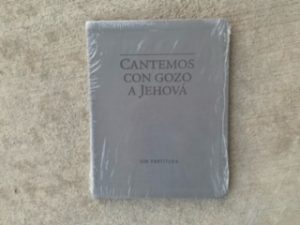 CANTEMOS
CON GOZO
A JEHOVÁ
SIN PARTITURA